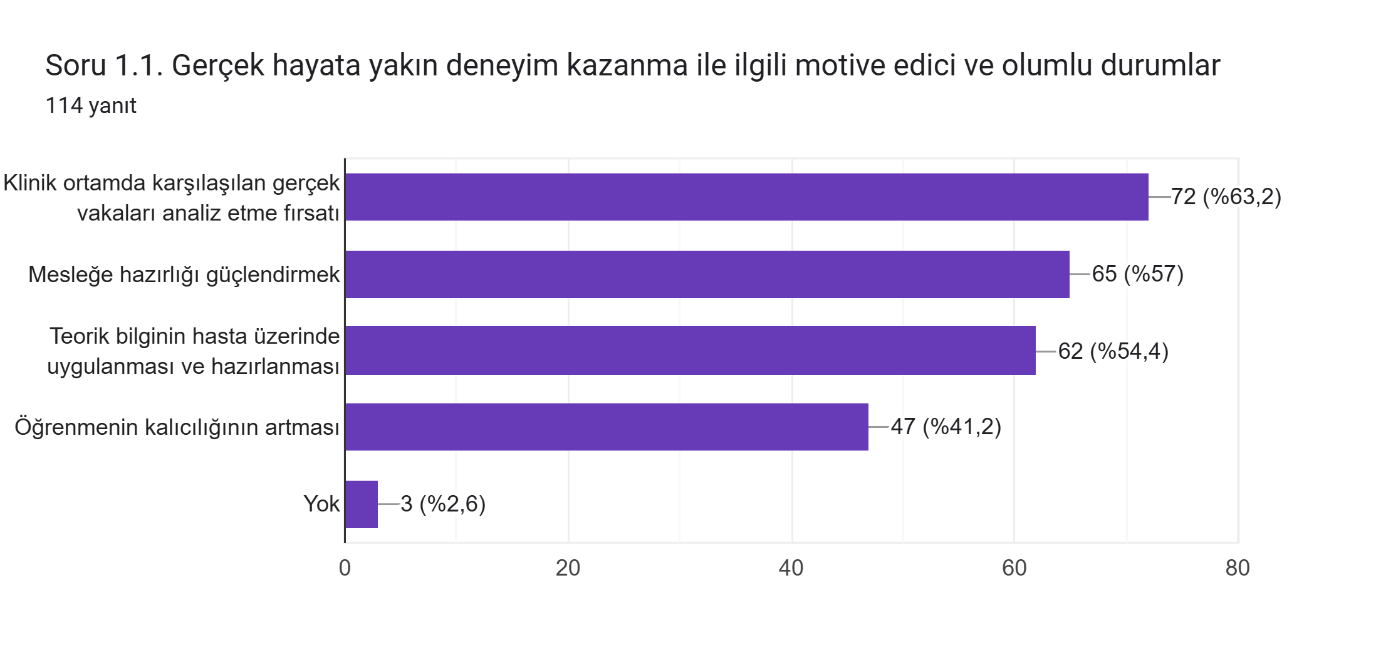 Soru 1.1. Gerçek hayata yakın deneyim kazanma ile ilgili motive edici ve olumlu durumlar
114 yanıt
Klinik ortamda karşılaşılan gerçek
vakaları analiz etme fırsatı
72 (%63,2)
Mesleğe hazırlığı güçlendirmek
65 (%57)
Teorik bilginin hasta üzerinde
uygulanması ve hazırlanması
62 (%54,4)
Öğrenmenin kalıcılığının artması
47 (%41,2)
Yok
3 (%2,6)
0 20 40 60 80